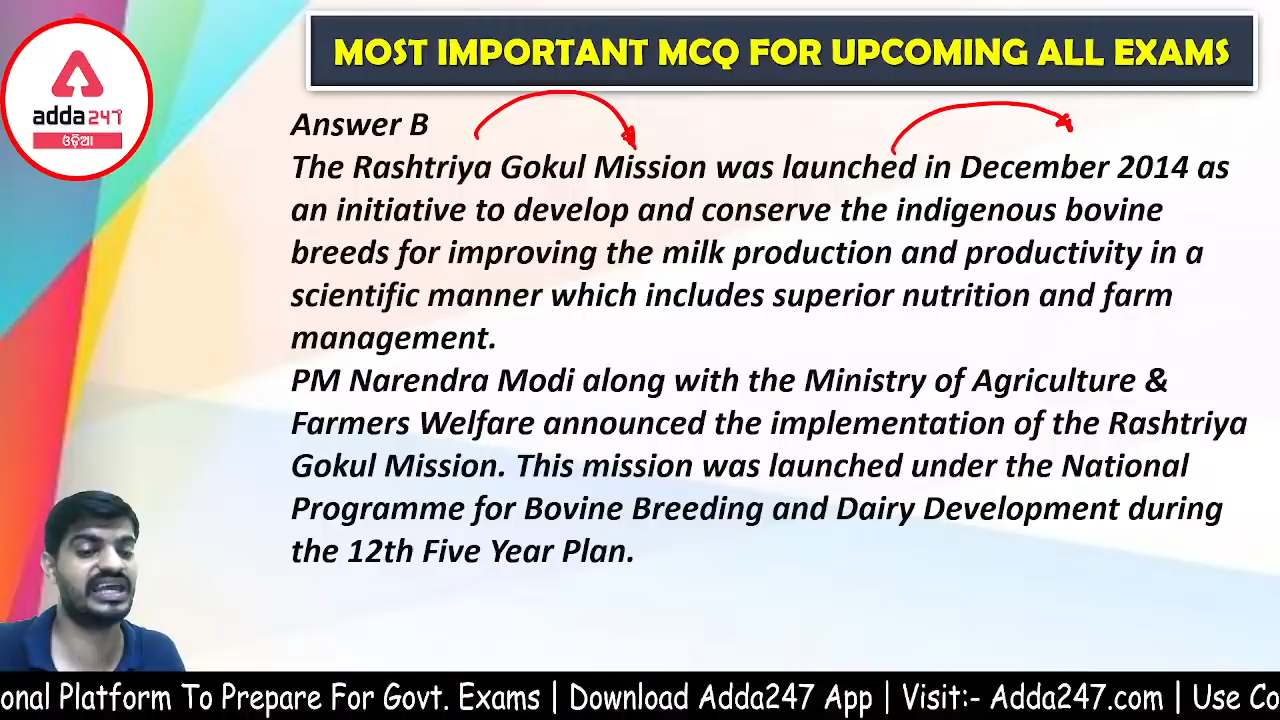 MOST IMPORTANT MCQ FOR UPCOMING ALL EXAMS
adda247
ଓଡ଼ିଆ
Answer B
The Rashtriya Gokul Mission was launched in December 2014 as
an initiative to develop and conserve the indigenous bovine
breeds for improving the milk production and productivity in a
scientific manner which includes superior nutrition and farm
management.
PM Narendra Modi along with the Ministry of Agriculture &
Farmers Welfare announced the implementation of the Rashtriya
Gokul Mission. This mission was launched under the National
Programme for Bovine Breeding and Dairy Development during
the 12th Five Year Plan.
onal Platform To Prepare For Govt. Exams | Download Adda247 App | Visit:- Adda247.com | Use Co